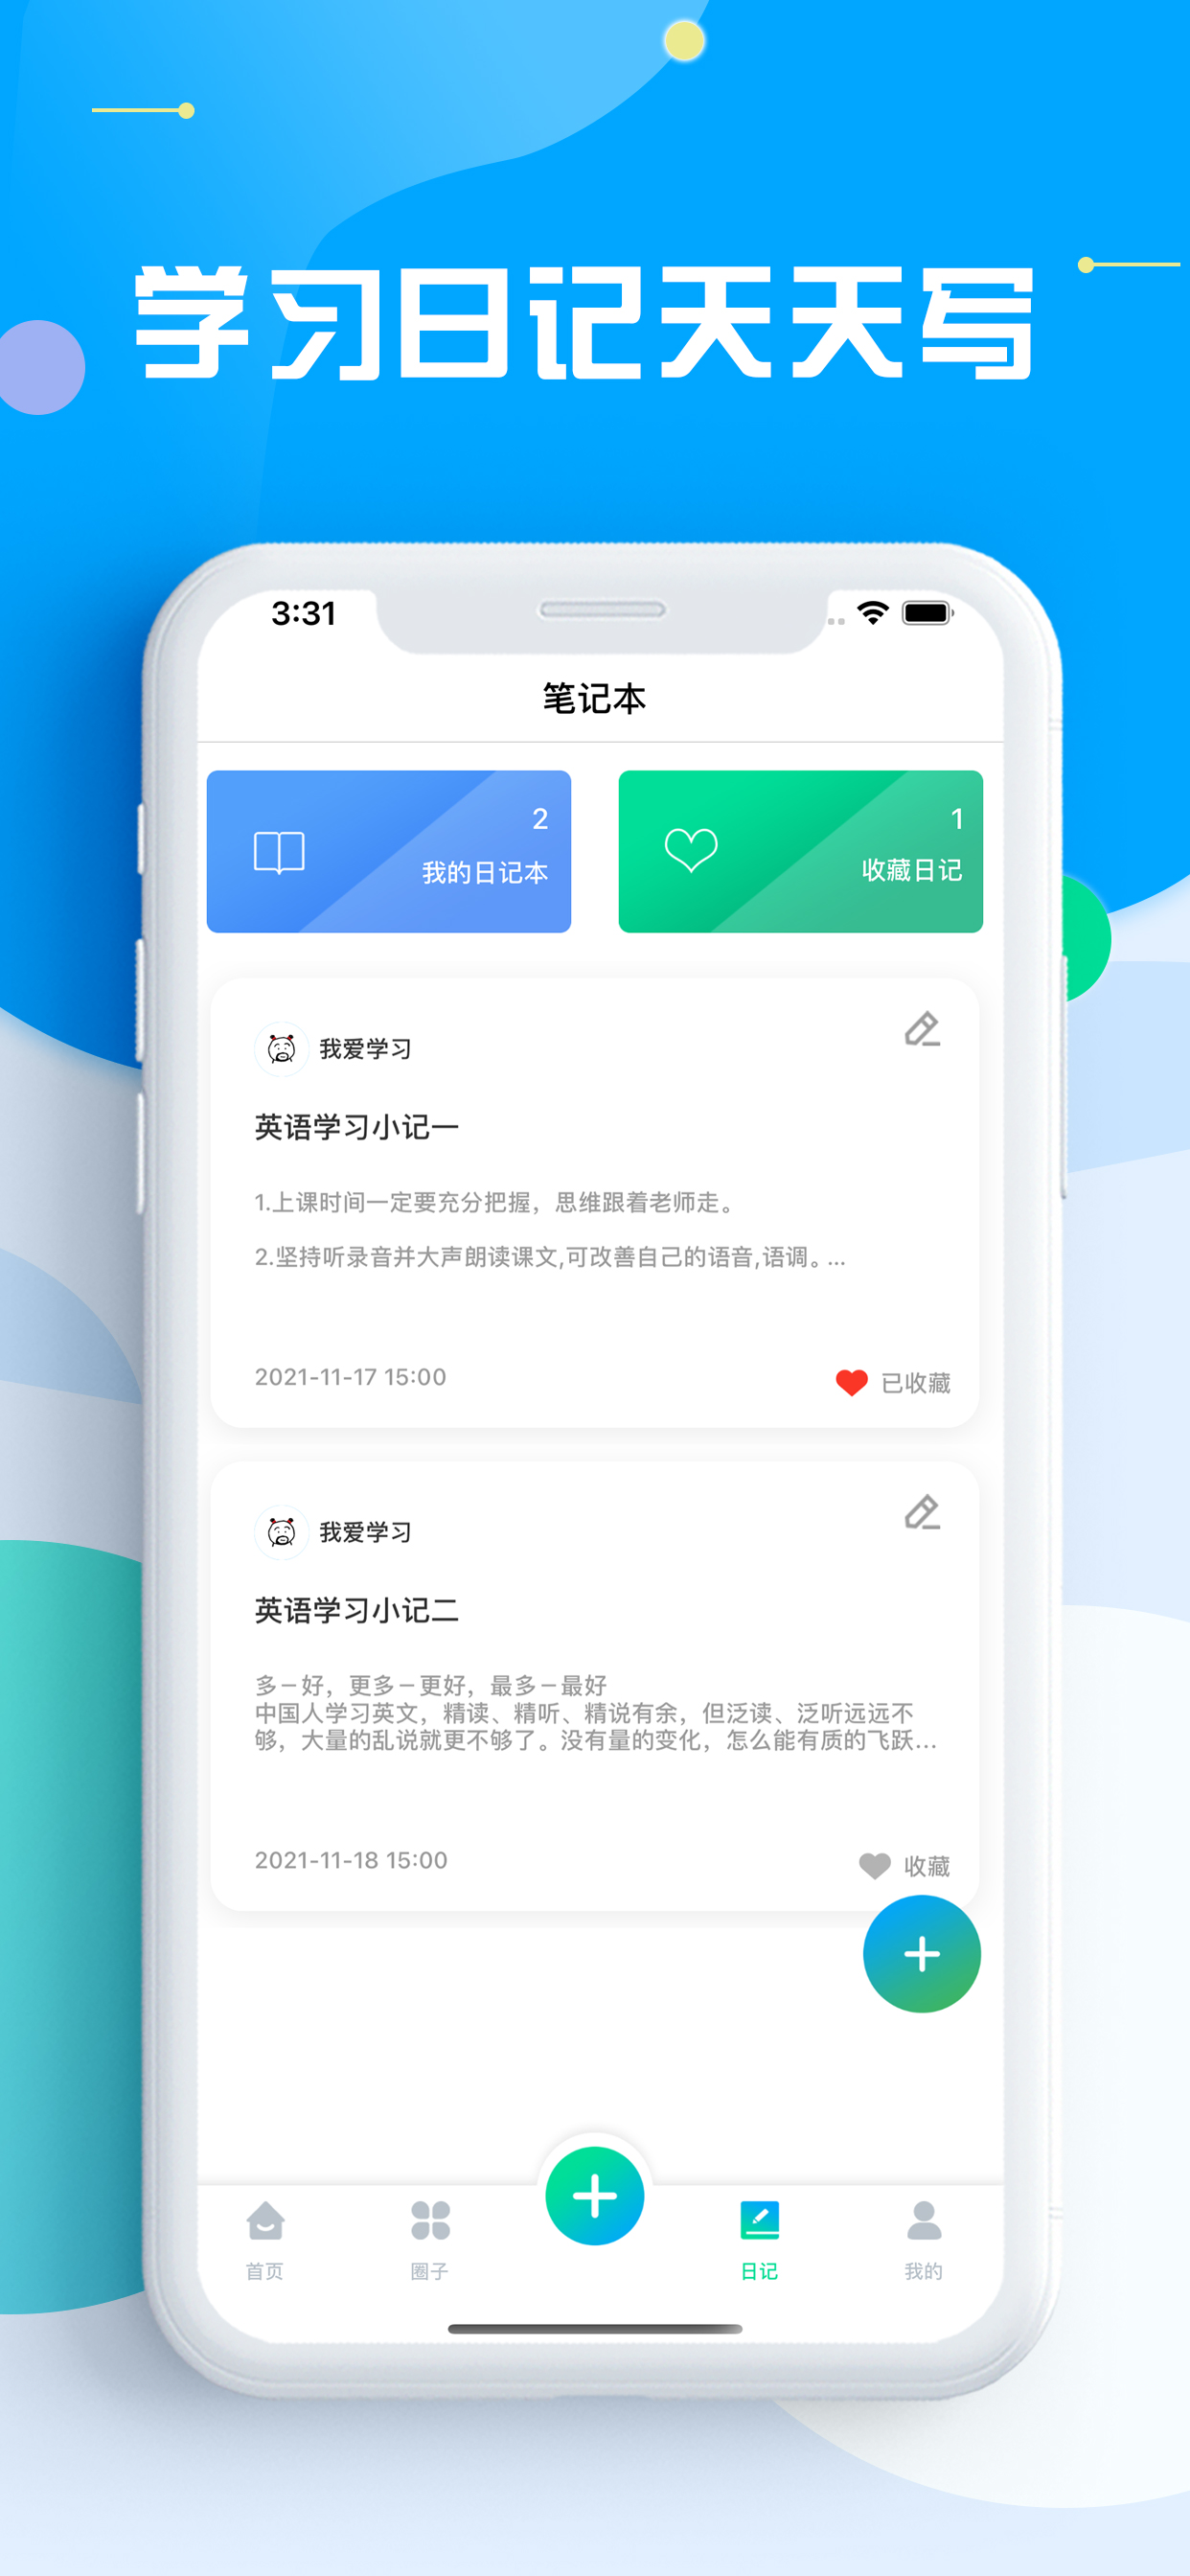 学习日记天天写
3:31
笔记本
2
我的日记本
1
收藏日记
我爱学习
英语学习小记一
1.上课时间一定要充分把握，思维跟着老师走。
2.坚持听录音并大声朗读课文,可改善自己的语音,语调。...
2021-11-17 15:00
已收藏
我爱学习
英语学习小记二
多－好，更多－更好，最多－最好
中国人学习英文，精读、精听、精说有余，但泛读、泛听远远不
够，大量的乱说就更不够了。没有量的变化，怎么能有质的飞跃...
2021-11-18 15:00
收藏
首页
圈子
日记
我的